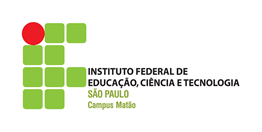 INSTITUTO FEDERAL DE
EDUCAÇÃO, CIÊNCIA E TECNOLOGIA
SÃO PAULO
Campus Matão